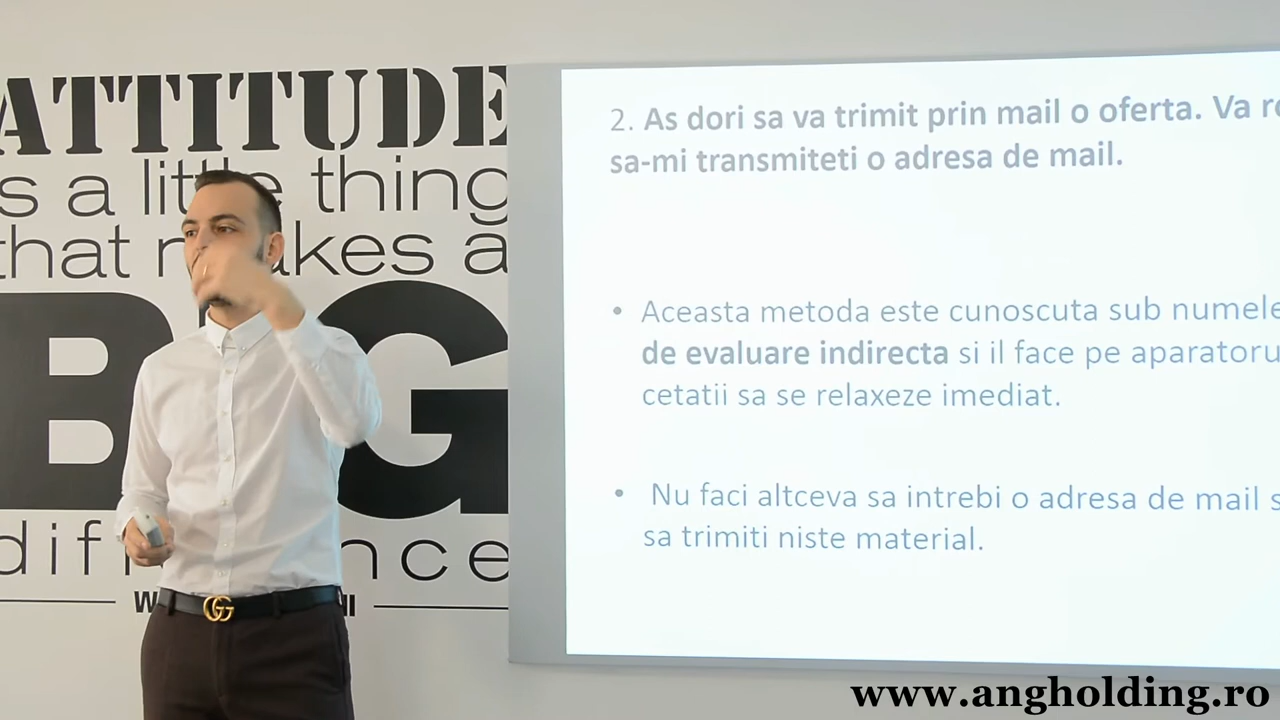 ATTITUDE
s a little thing
that makes a
BIG
difference
2. As dori sa va trimit prin mail o oferta. Va
sa-mi transmiteti o adresa de mail.
• Aceasta metoda este cunoscuta sub numele
de evaluare indirecta si il face pe aparatoru
cetatii sa se relaxeze imediat.
• Nu faci altceva sa intrebi o adresa de mail s
sa trimiti niste material.
www.angholding.ro